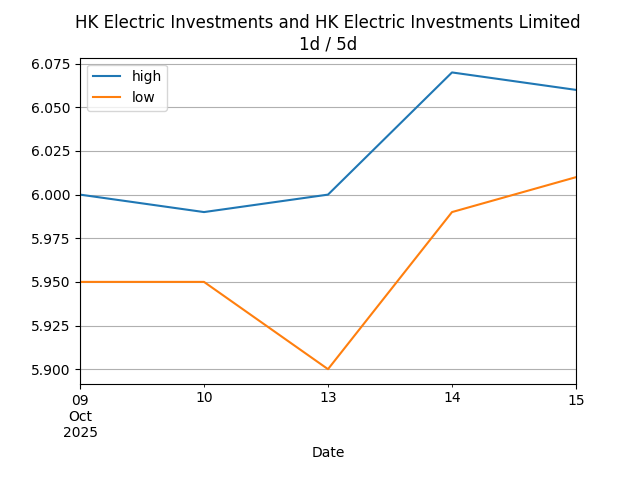 HK Electric Investments and HK Electric Investments Limited
1d / 5d
6.075
6.050
6.025
6.000
5.975
5.950
5.925
5.900
high
low
09
Oct
2025
10
13
14
15
Date